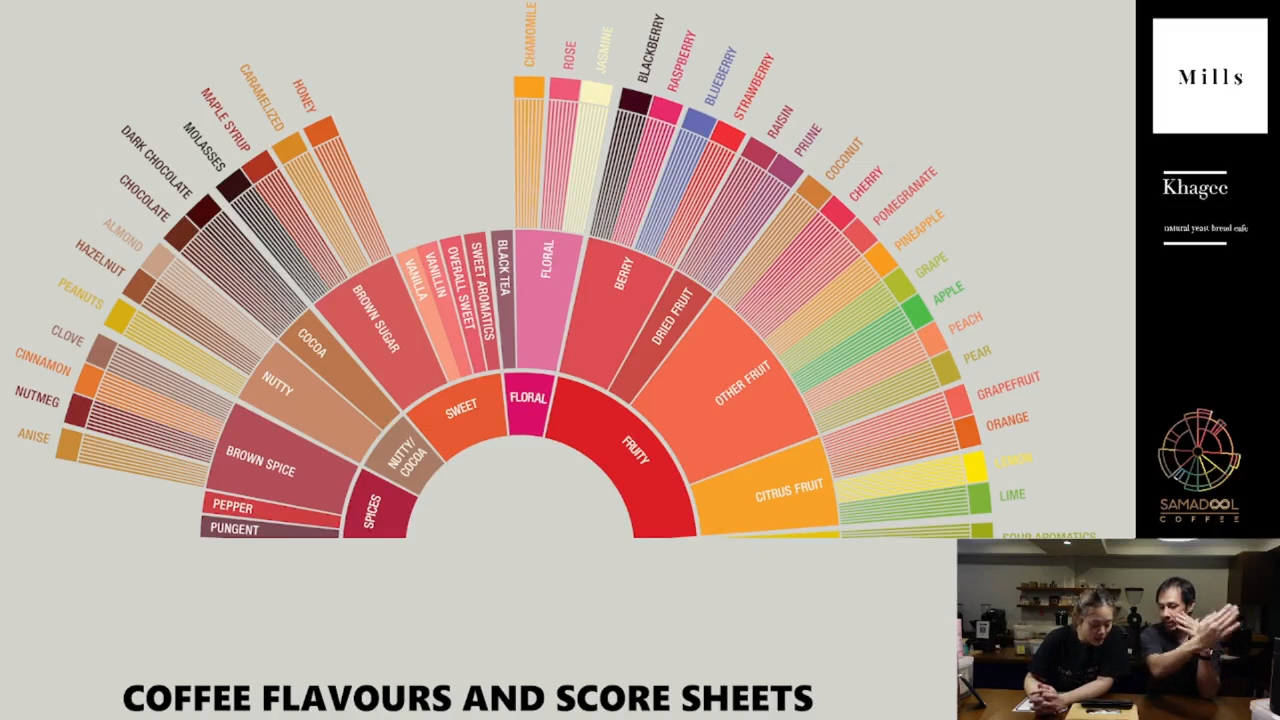 CHAMOMILE
ROSE
JASMINE
BLACKBERRY
RASPBERRY
BLUEBERRY
STRAWBERRY
RAISIN
PRUNE
COCONUT
CHERRY
POMEGRANATE
PINEAPPLE
GRAPE
APPLE
PEACH
PEAR
GRAPEFRUIT
ORANGE
LEMON
LIME
SOUR AROMATICS
HONEY
CARAMELIZED
MAPLE SYRUP
MOLASSES
DARK CHOCOLATE
CHOCOLATE
ALMOND
HAZELNUT
PEANUTS
CLOVE
CINNAMON
NUTMEG
ANISE
PUNGENT
PEPPER
BROWN SPICE
NUTTY
COCOA
BROWN SUGAR
VANILLA
VANILLIN
OVERALL SWEET
SWEET AROMATICS
BLACK TEA
FLORAL
BERRY
DRIED FRUIT
OTHER FRUIT
CITRUS FRUIT
SPICES
NUTTY/
COCOA
SWEET
FLORAL
FRUITY
Mills
Khagee
natural yeast bread cafe
SAMADOOL
COFFEE
COFFEE FLAVOURS AND SCORE SHEETS